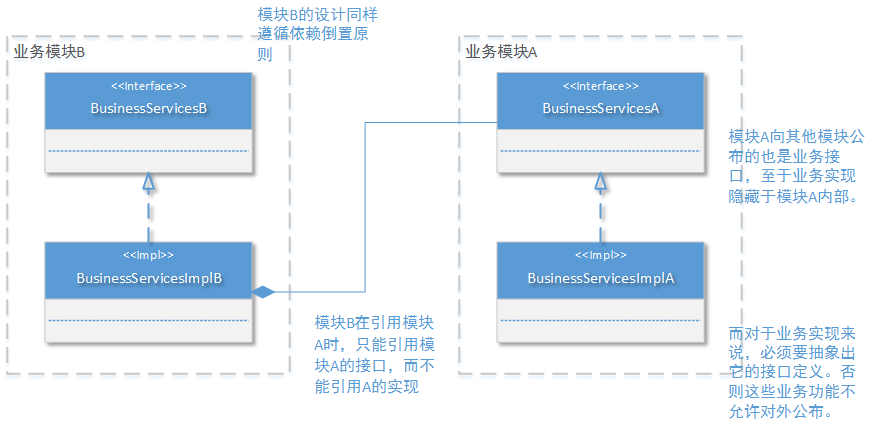 模块B的设计同样
遵循依赖倒置原
则
业务模块B
<<Interface>>
BusinessServicesB
<<Impl>>
BusinessServicesImplB
业务模块A
<<Interface>>
BusinessServicesA
<<Impl>>
BusinessServicesImplA
模块A向其他模块公
布的也是业务接
口，至于业务实现
隐藏于模块A内部。
模块B在引用模块
A时，只能引用模
块A的接口，而不
能引用A的实现
而对于业务实现来
说，必须要抽象出
它的接口定义。否
则这些业务功能不
允许对外公布。